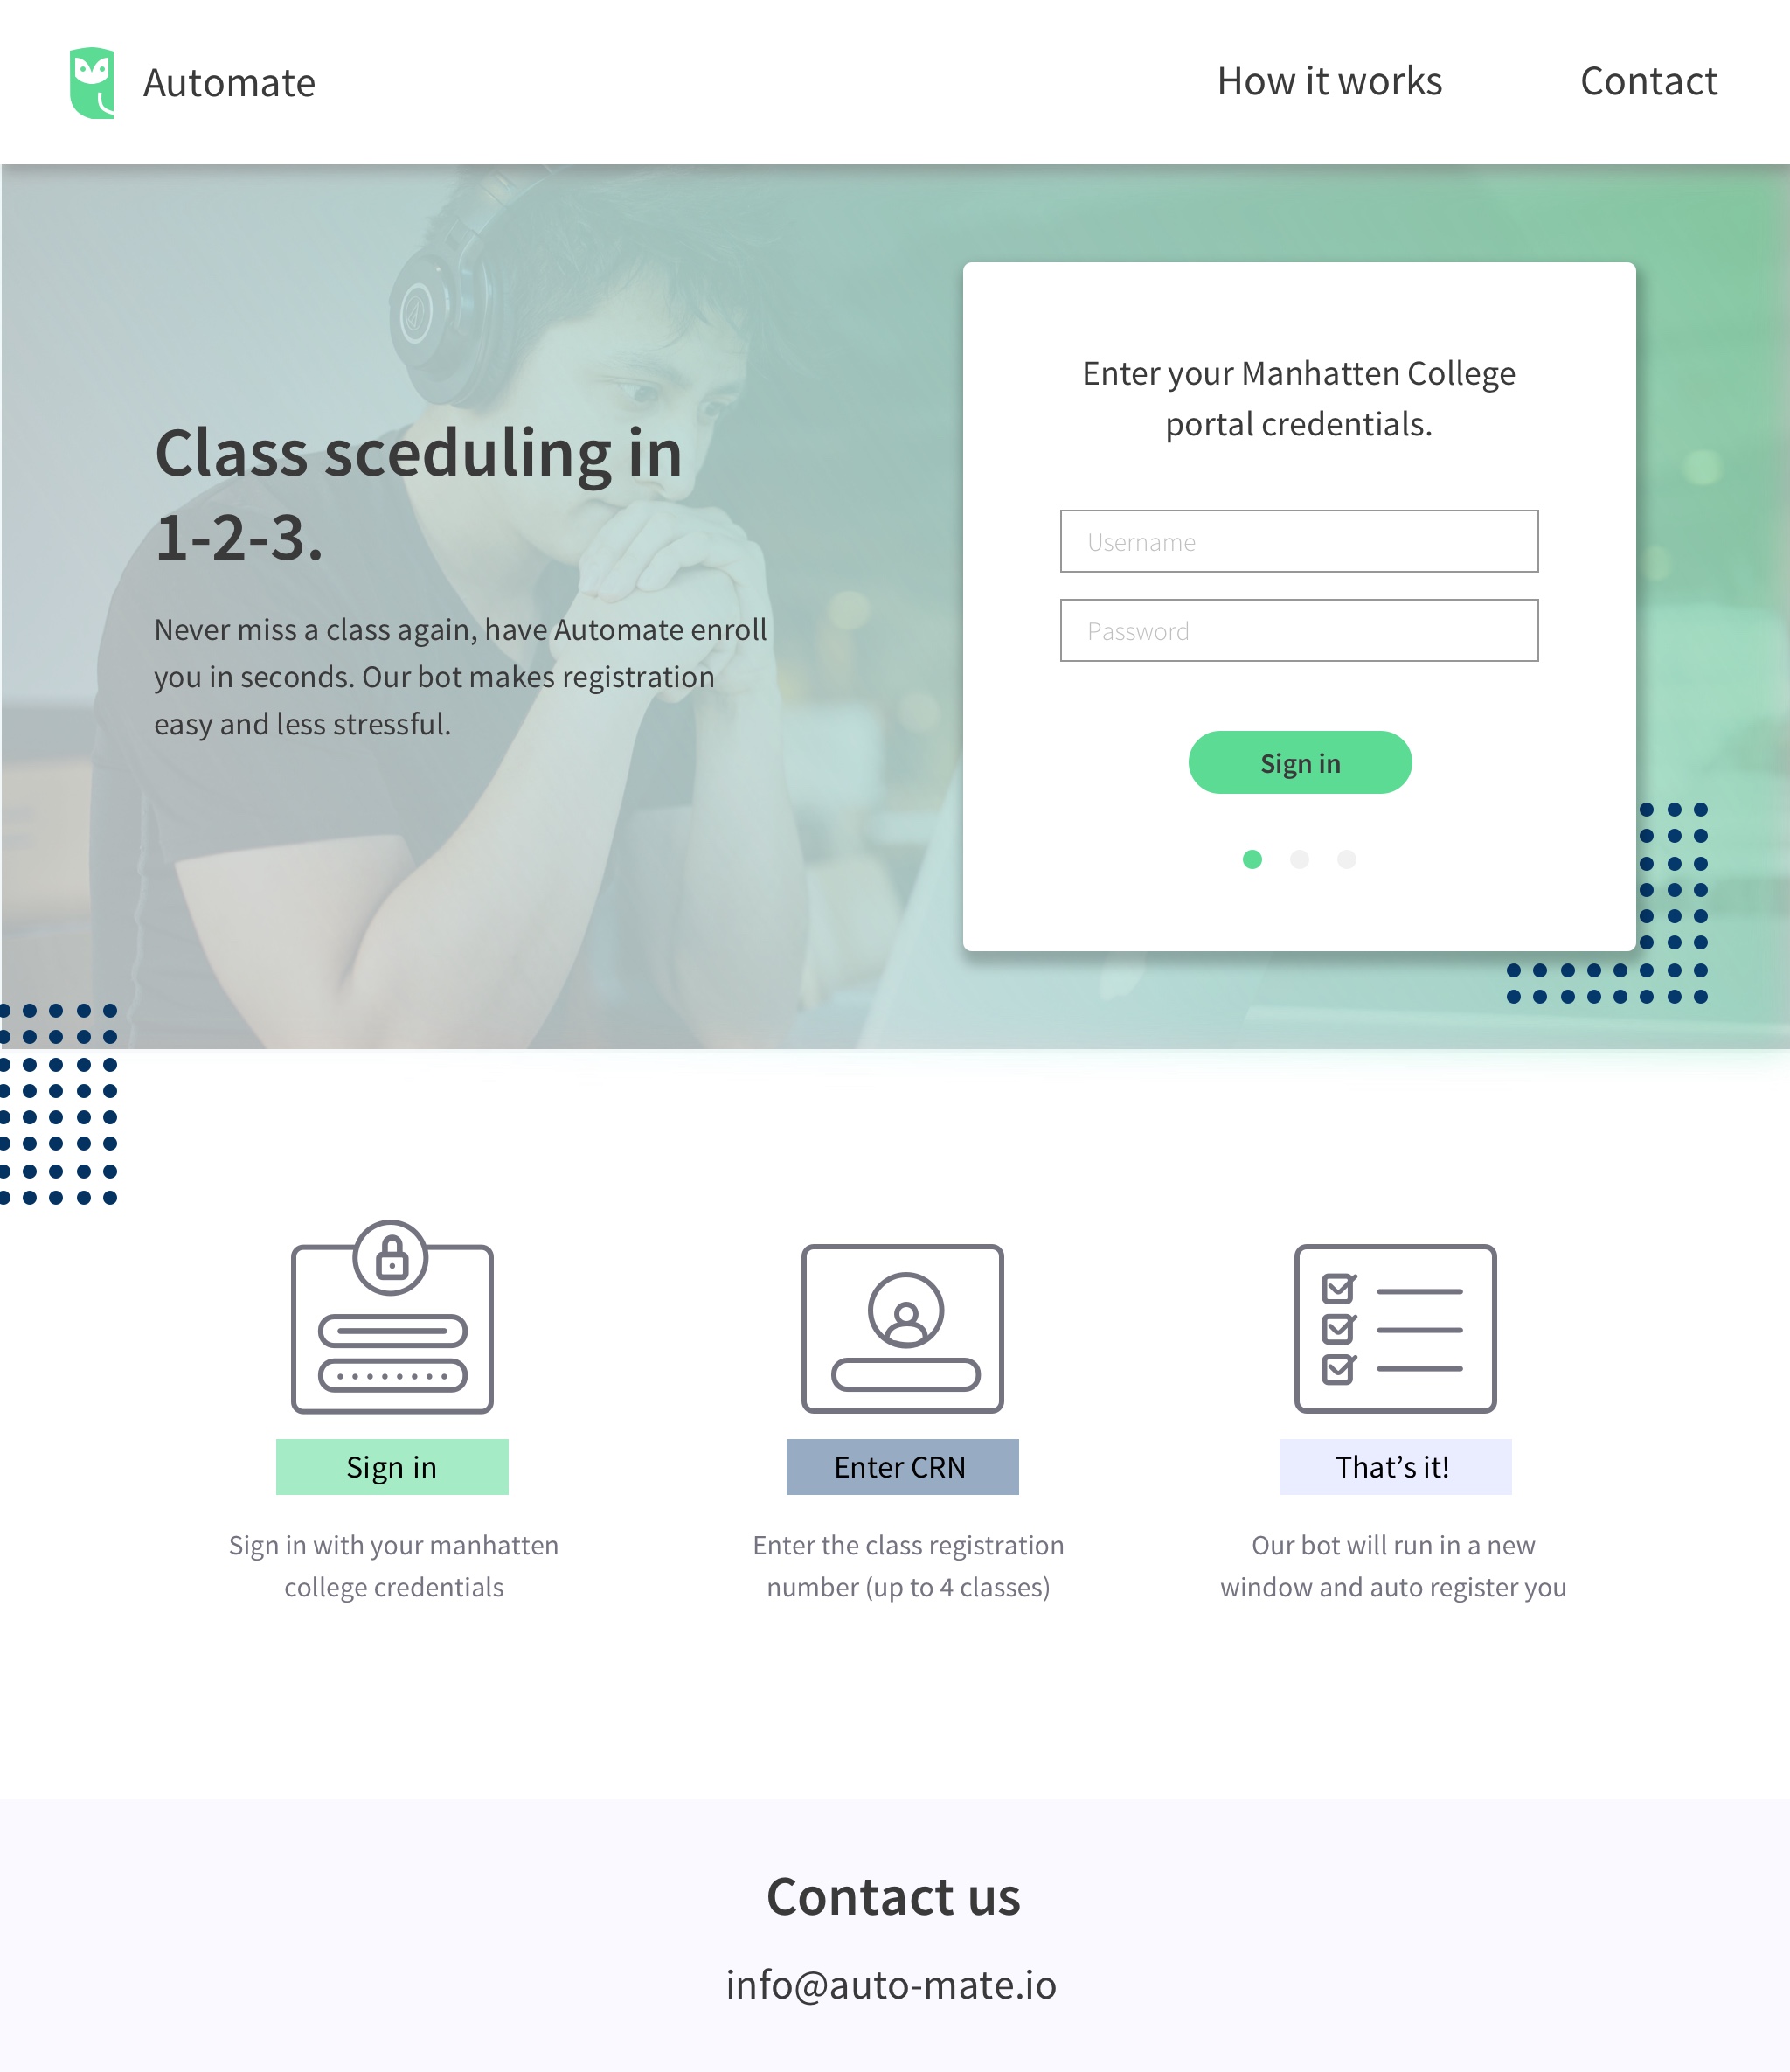 Automate
How it works
Contact
Class sceduling in
1-2-3.
Never miss a class again, have Automate enroll
you in seconds. Our bot makes registration
easy and less stressful.
Enter your Manhatten College
portal credentials.
Username
Password
Sign in
Sign in
Sign in with your manhatten
college credentials
Enter CRN
Enter the class registration
number (up to 4 classes)
That’s it!
Our bot will run in a new
window and auto register you
Contact us
info@auto-mate.io